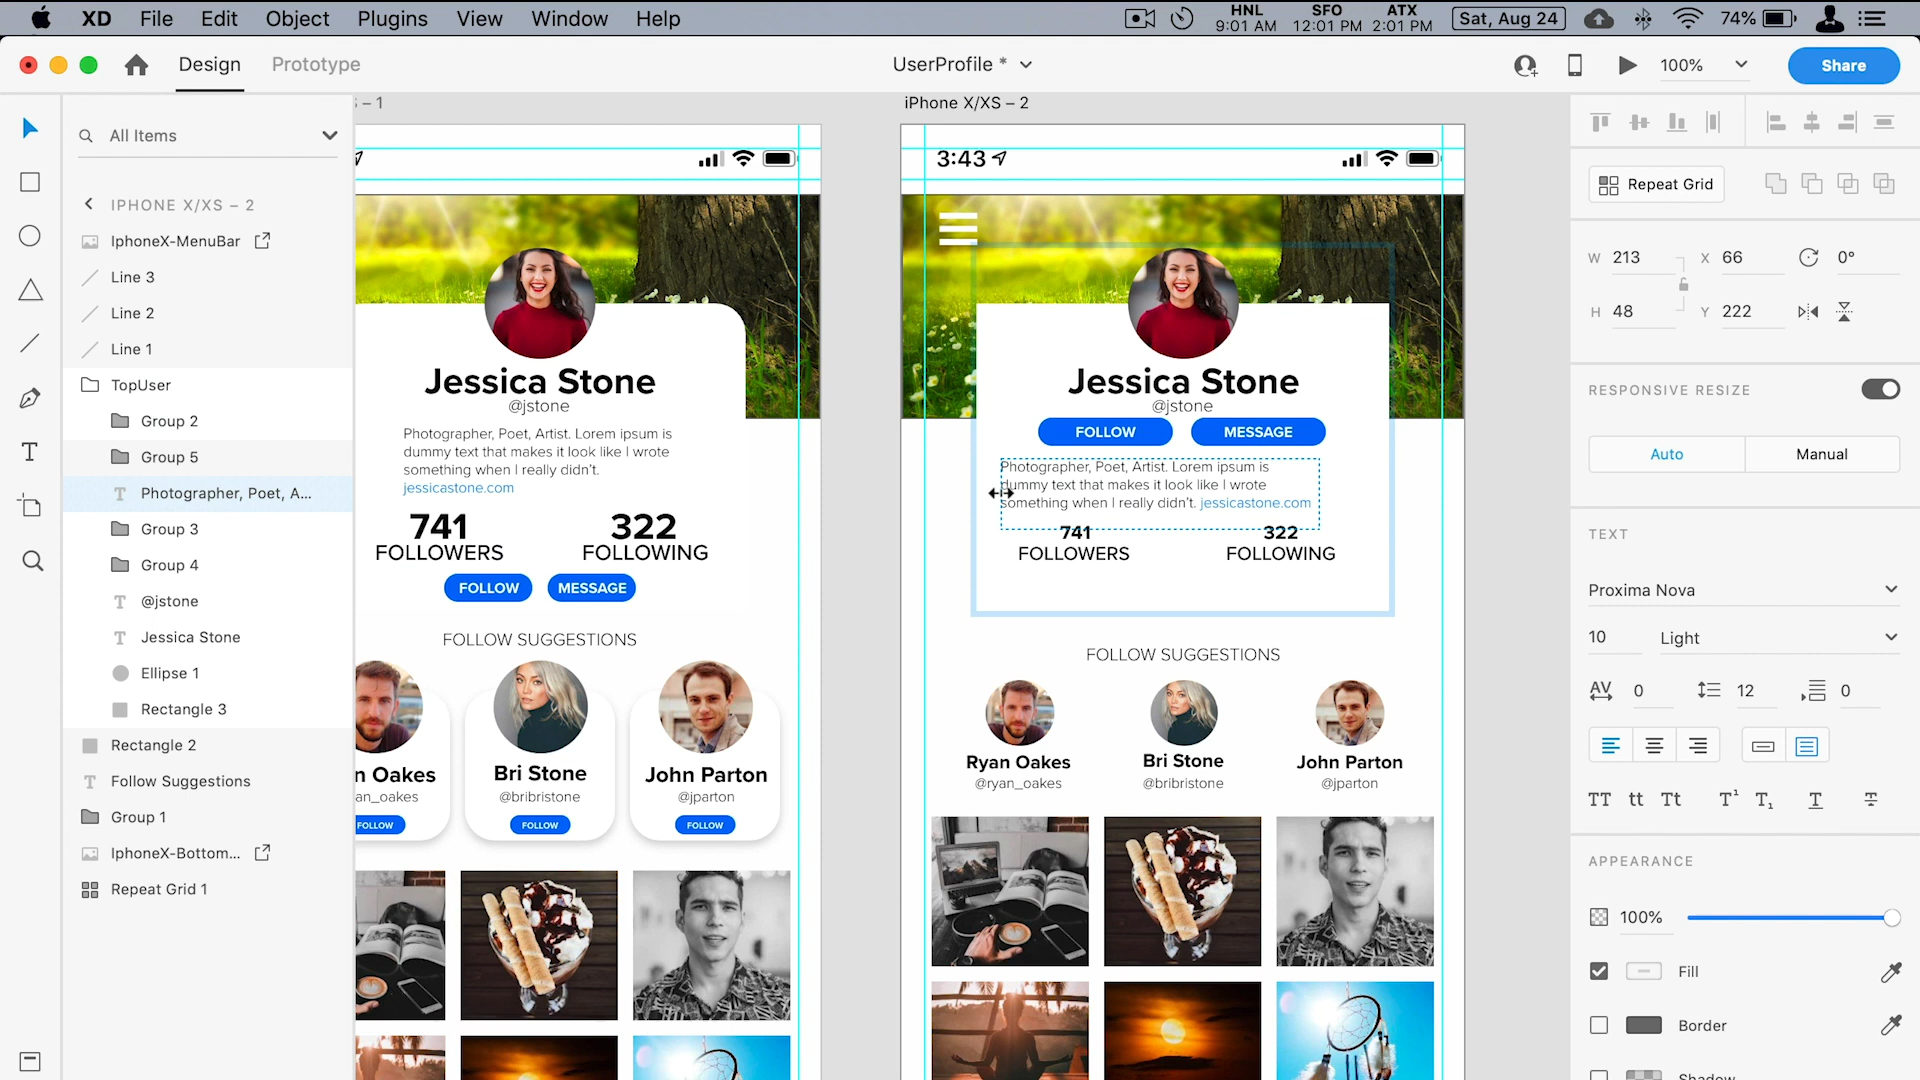 XD File Edit Object Plugins View Window Help
HNL 9:01 AM SFO 12:01 PM ATX 2:01 PM Sat, Aug 24 74%
Design Prototype
UserProfile *
100%
Share
All Items
IPHONE X/XS – 2
IphoneX-MenuBar
Line 3
Line 2
Line 1
TopUser
Group 2
Group 5
Photographer, Poet, A...
Group 3
Group 4
@jstone
Jessica Stone
Ellipse 1
Rectangle 3
Rectangle 2
Follow Suggestions
Group 1
IphoneX-Bottom...
Repeat Grid 1
– 1
Jessica Stone
@jstone
Photographer, Poet, Artist. Lorem ipsum is
dummy text that makes it look like I wrote
something when I really didn't.
jessicastone.com
741 322
FOLLOWERS FOLLOWING
FOLLOW MESSAGE
FOLLOW SUGGESTIONS
n Oakes Bri Stone John Parton
an_oakes @bribristone @jparton
FOLLOW FOLLOW FOLLOW
iPhone X/XS – 2
3:43
Jessica Stone
@jstone
FOLLOW MESSAGE
Photographer, Poet, Artist. Lorem ipsum is
dummy text that makes it look like I wrote
something when I really didn't. jessicastone.com
741 322
FOLLOWERS FOLLOWING
FOLLOW SUGGESTIONS
Ryan Oakes Bri Stone John Parton
@ryan_oakes @bribristone @jparton
Repeat Grid
W 213 X 66 0°
H 48 Y 222
RESPONSIVE RESIZE
Auto Manual
TEXT
Proxima Nova
10 Light
AV 0 12 0
TT tt Tt T¹ T₁ T T
APPEARANCE
100%
Fill
Border
Shadow